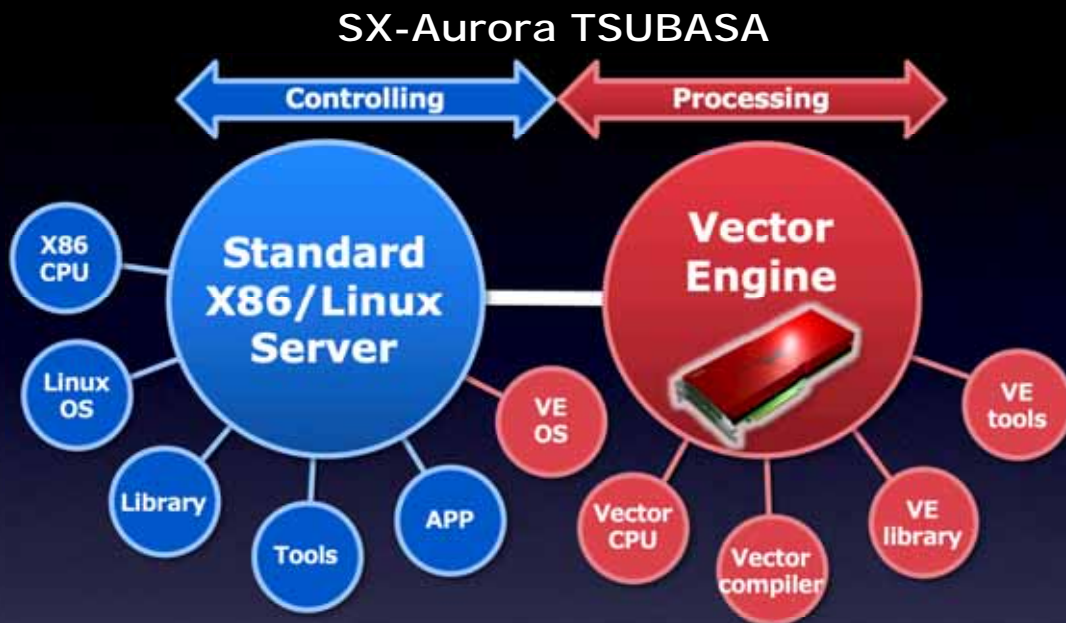 SX-Aurora TSUBASA
Controlling
Processing
Standard
X86/Linux
Server
Vector
Engine
X86
CPU
Linux
OS
Library
Tools
APP
VE
OS
Vector
CPU
Vector
compiler
VE
library
VE
tools